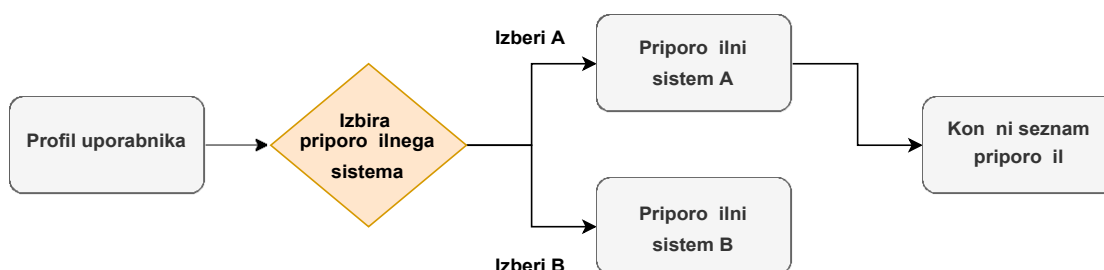 Profil uporabnika
Izbira
priporo ilnega
sistema
Izberi A
Priporo ilni
sistem A
Izberi B
Priporo ilni
sistem B
Kon ni seznam
priporo il